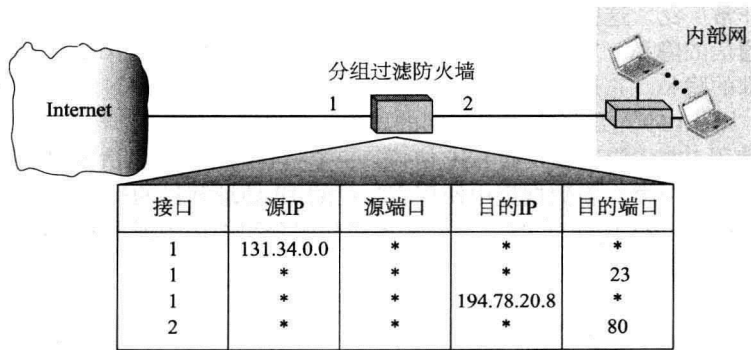 内部网
分组过滤防火墙
Internet
1 2
接口 源IP 源端口 目的IP 目的端口
1 131.34.0.0 * * *
1 * * * 23
1 * * 194.78.20.8 *
2 * * * 80